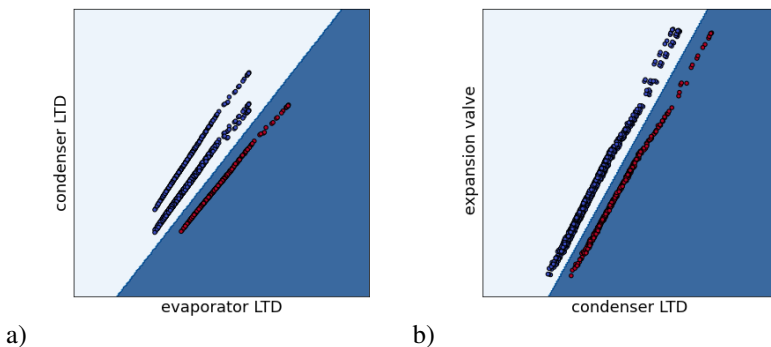 condenser LTD
evaporator LTD
a)
expansion valve
condenser LTD
b)